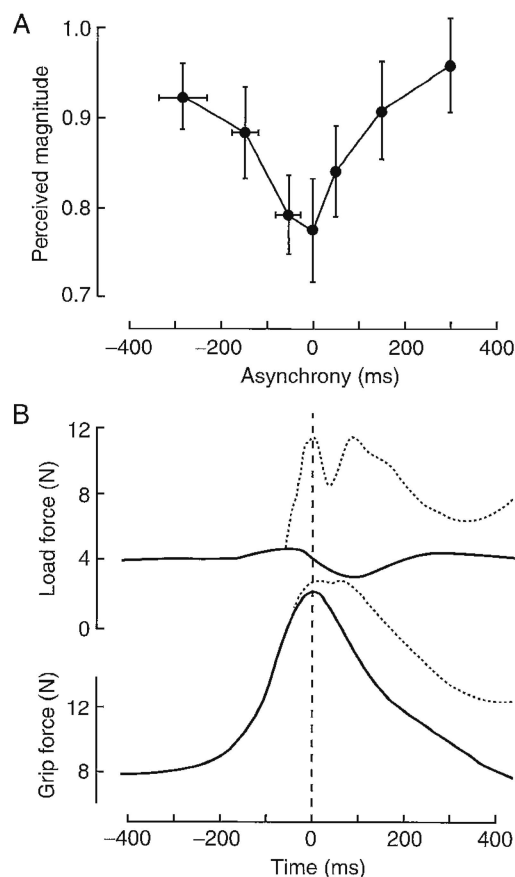 A
1.0
0.9
0.8
0.7
Perceived magnitude
−400 −200 0 200 400
Asynchrony (ms)
B
12
8
4
0
Load force (N)
12
8
Grip force (N)
−400 −200 0 200 400
Time (ms)